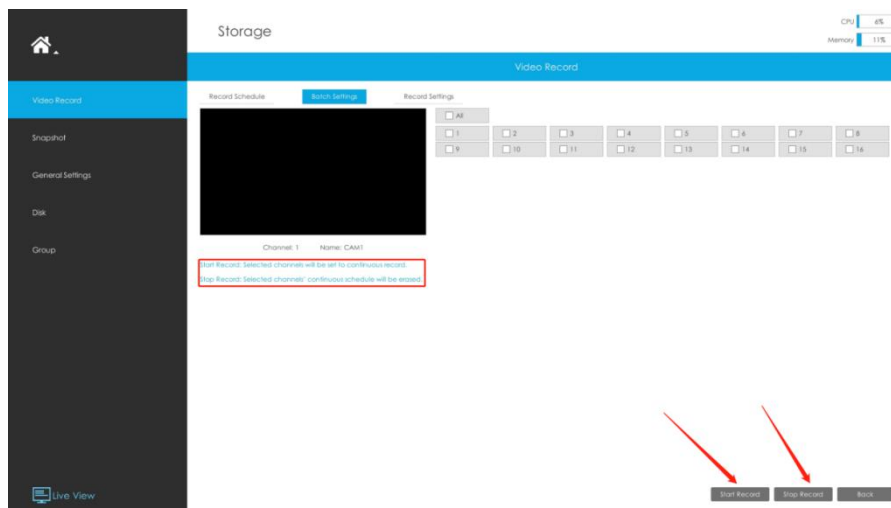 Storage
CPU 6%
Memory 11%
Video Record
Video Record
Snapshot
General Settings
Disk
Group
Live View
Record Schedule Batch Settings Record Settings
All
1 2 3 4 5 6 7 8
9 10 11 12 13 14 15 16
Channel: 1 Name: CAM1
Start Record: Selected channels will be set to continuous record.
Stop Record: Selected channels' continuous schedule will be erased.
Start Record Stop Record Back